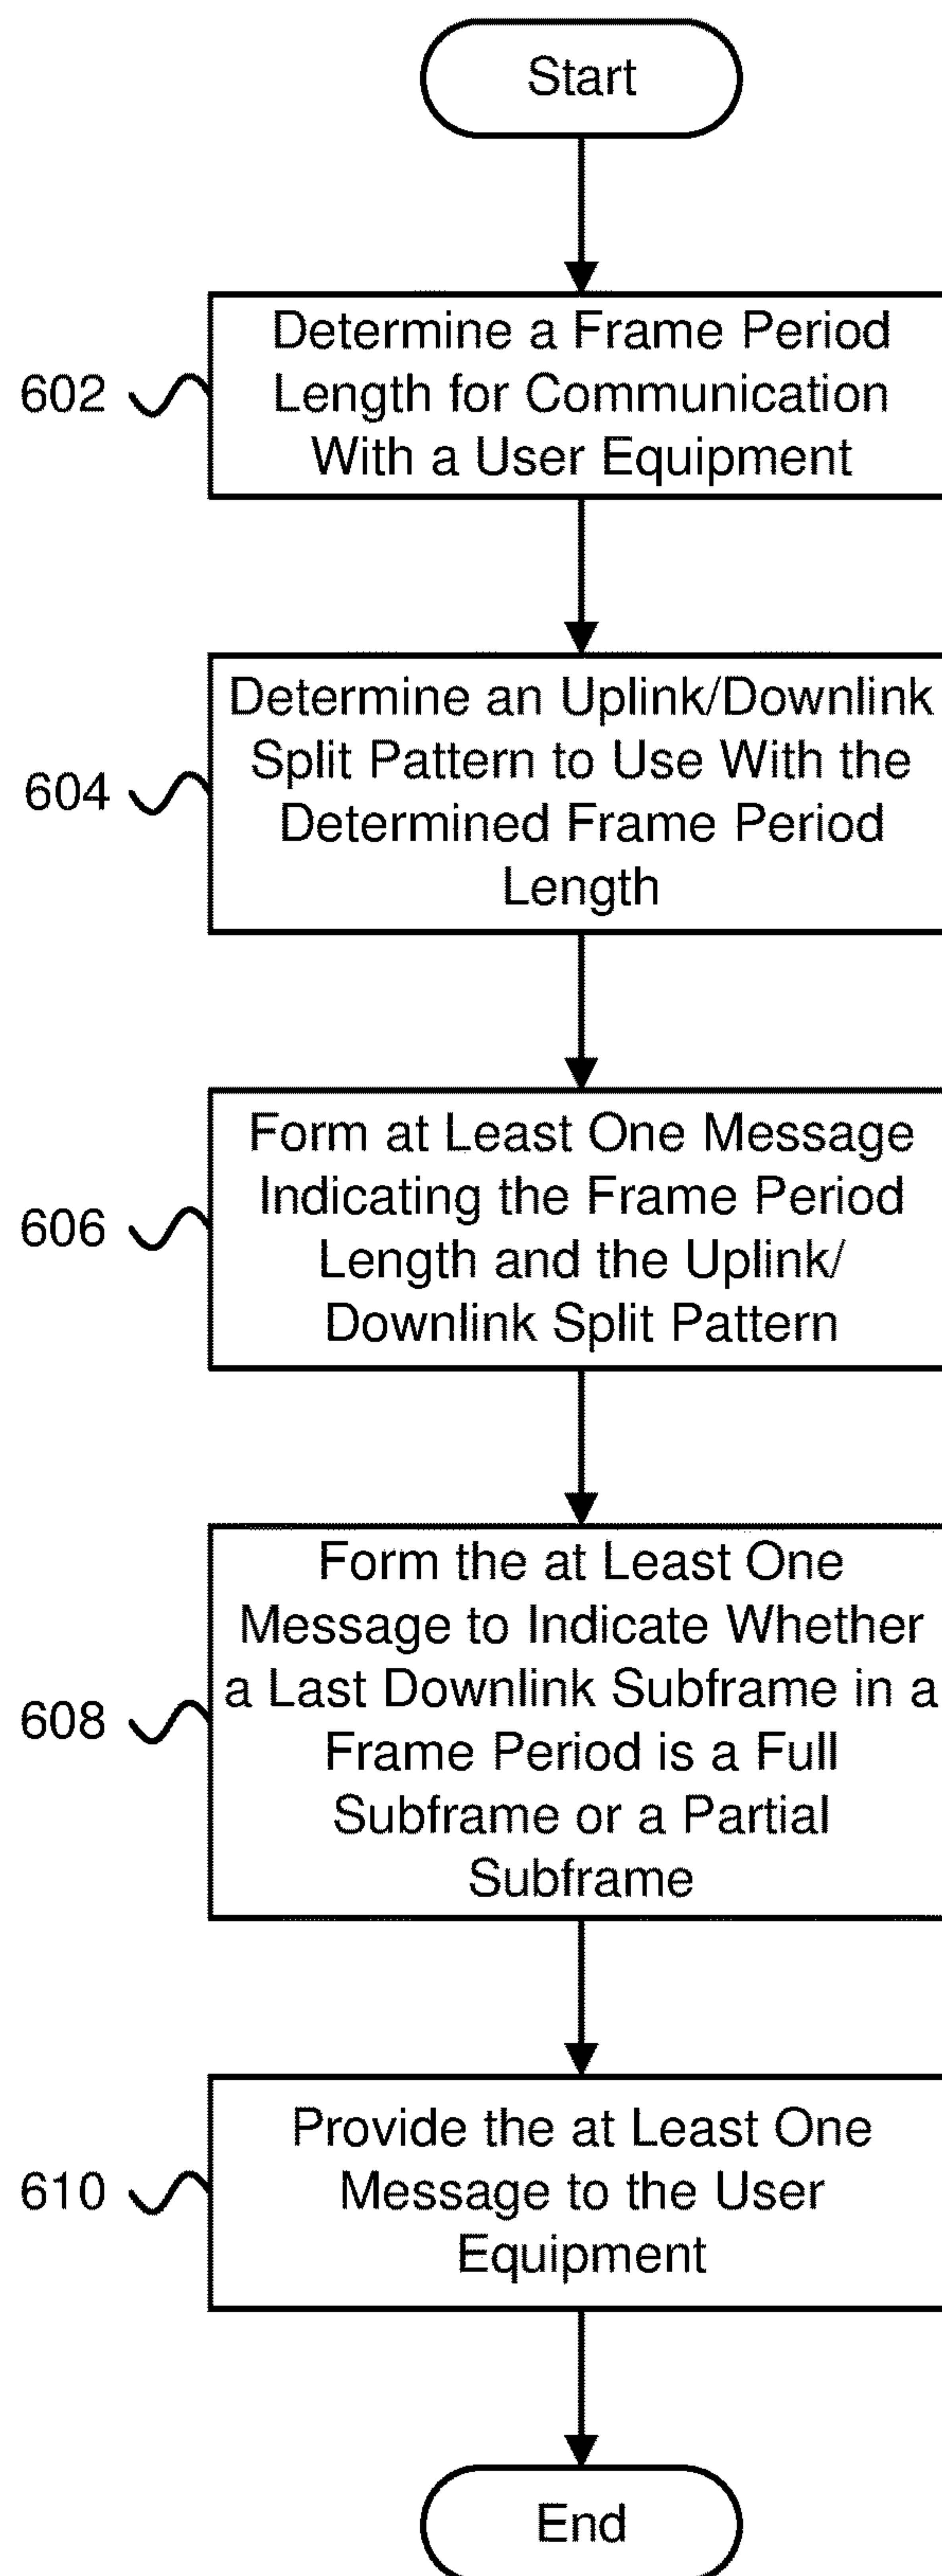 Start
602
Determine a Frame Period
Length for Communication
With a User Equipment
604
Determine an Uplink/Downlink
Split Pattern to Use With the
Determined Frame Period
Length
606
Form at Least One Message
Indicating the Frame Period
Length and the Uplink/
Downlink Split Pattern
608
Form the at Least One
Message to Indicate Whether
a Last Downlink Subframe in a
Frame Period is a Full
Subframe or a Partial
Subframe
610
Provide the at Least One
Message to the User
Equipment
End